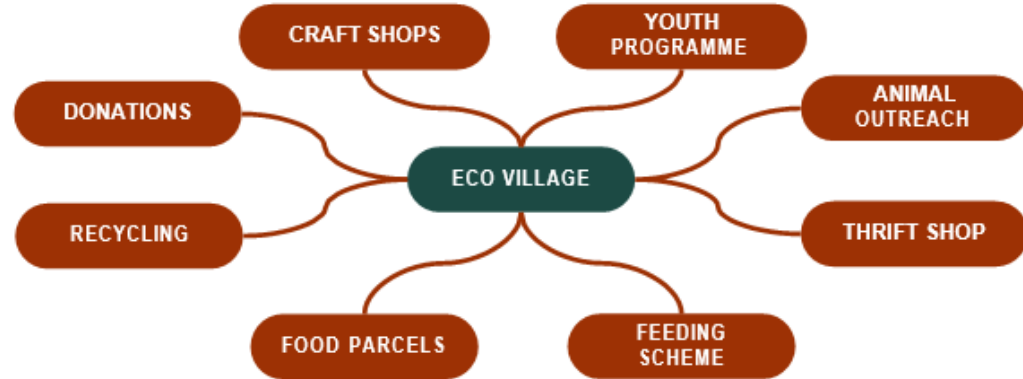 CRAFT SHOPS
YOUTH
PROGRAMME
DONATIONS
ANIMAL
OUTREACH
ECO VILLAGE
RECYCLING
THRIFT SHOP
FOOD PARCELS
FEEDING
SCHEME